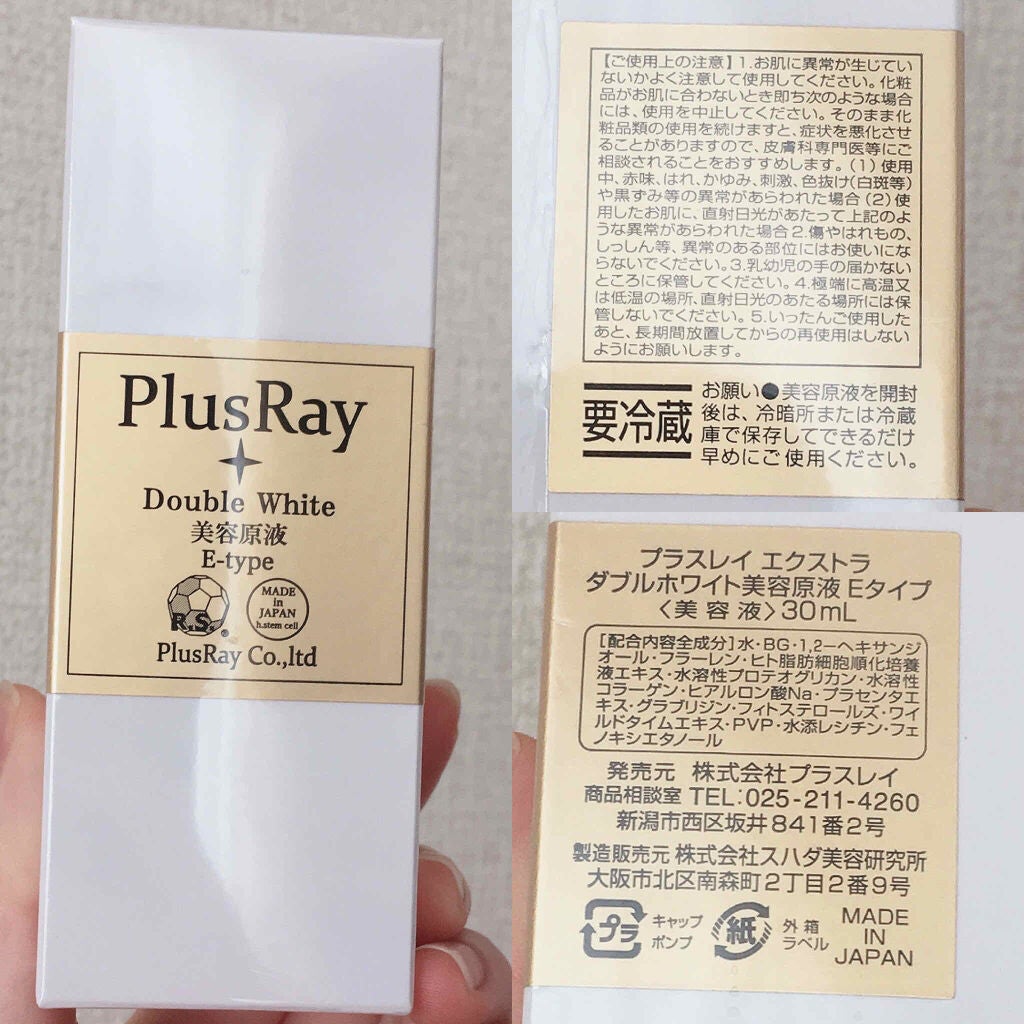 PlusRay
Double White
美容原液
E-type
R.S.®
MADE
in
JAPAN
h.stem cell
PlusRay Co.,ltd
【ご使用上の注意】1.お肌に異常が生じてい
ないかよく注意して使用してください。化粧
品がお肌に合わないとき即ち次のような場合
には、使用を中止してください。そのまま化
粧品類の使用を続けますと、症状を悪化させ
ることがありますので、皮膚科専門医等にご
相談されることをおすすめします。(1)使用
中、赤味、はれ、かゆみ、刺激、色抜け(白斑等)
や黒ずみ等の異常があらわれた場合(2)使
用したお肌に、直射日光があたって上記のよ
うな異常があらわれた場合2.傷やはれもの、
しっしん等、異常のある部位にはお使いにな
らないでください。3.乳幼児の手の届かない
ところに保管してください。4.極端に高温又
は低温の場所、直射日光のあたる場所には保
管しないでください。5.いったんご使用した
あと、長期間放置してからの再使用はしない
ようにお願いします。
要冷蔵
お願い●美容原液を開封
後は、冷暗所または冷蔵
庫で保存してできるだけ
早めにご使用ください。
プラスレイ エクストラ
ダブルホワイト美容原液 Eタイプ
〈美容液〉30mL
[配合内容全成分]水・BG・1,2-ヘキサンジ
オール・フラーレン・ヒト脂肪細胞順化培養
液エキス・水溶性プロテオグリカン・水溶性
コラーゲン・ヒアルロン酸Na・プラセンタエ
キス・グラブリジン・フィトステロールズ・ワイ
ルドタイムエキス・PVP・水添レシチン・フェ
ノキシエタノール
発売元 株式会社プラスレイ
商品相談室 TEL:025-211-4260
新潟市西区坂井841番2号
製造販売元 株式会社スハダ美容研究所
大阪市北区南森町2丁目2番9号
プラ
キャップ
ポンプ
紙
外箱
ラベル
MADE
IN
JAPAN